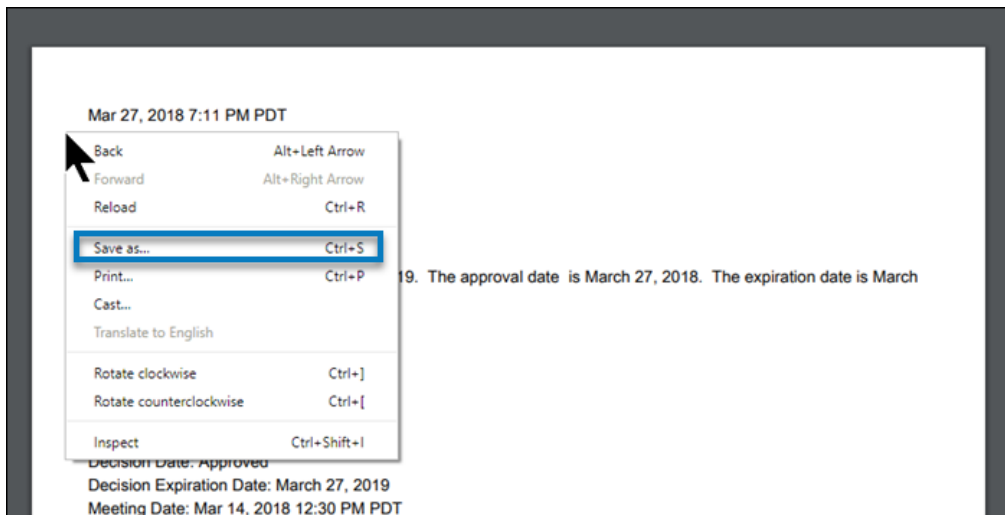 Mar 27, 2018 7:11 PM PDT
Back Alt+Left Arrow
Forward Alt+Right Arrow
Reload Ctrl+R
Save as... Ctrl+S
Print... Ctrl+P
19. The approval date is March 27, 2018. The expiration date is March
Cast...
Translate to English
Rotate clockwise Ctrl+]
Rotate counterclockwise Ctrl+[
Inspect Ctrl+Shift+I
Decision Date: Approved
Decision Expiration Date: March 27, 2019
Meeting Date: Mar 14, 2018 12:30 PM PDT